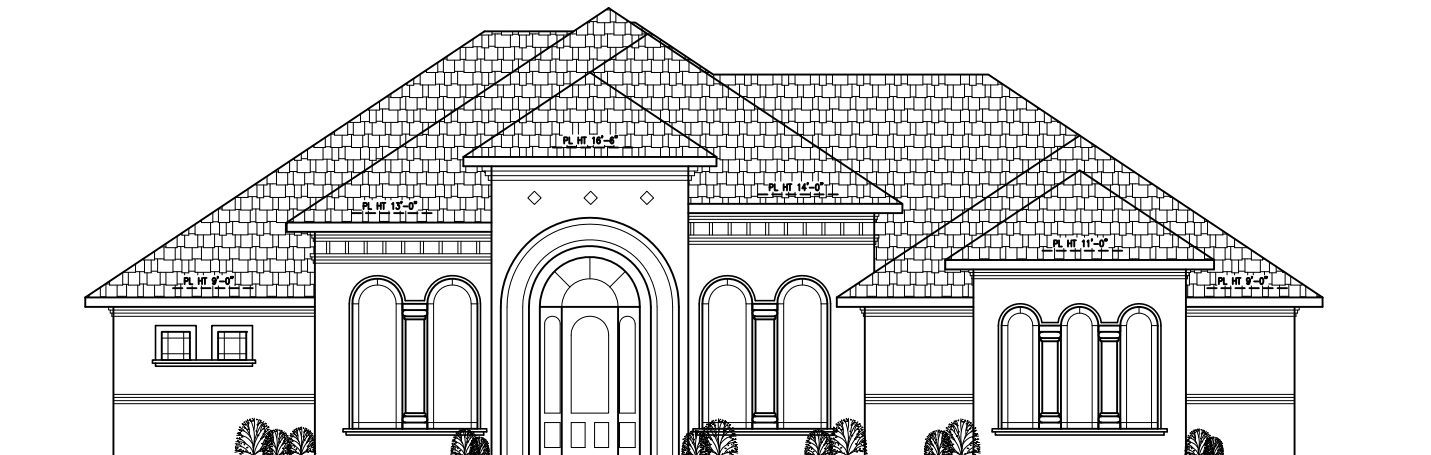 PL HT 16'-6"
PL HT 14'-0"
PL HT 13'-0"
PL HT 11'-0"
PL HT 9'-0"
PL HT 9'-0"